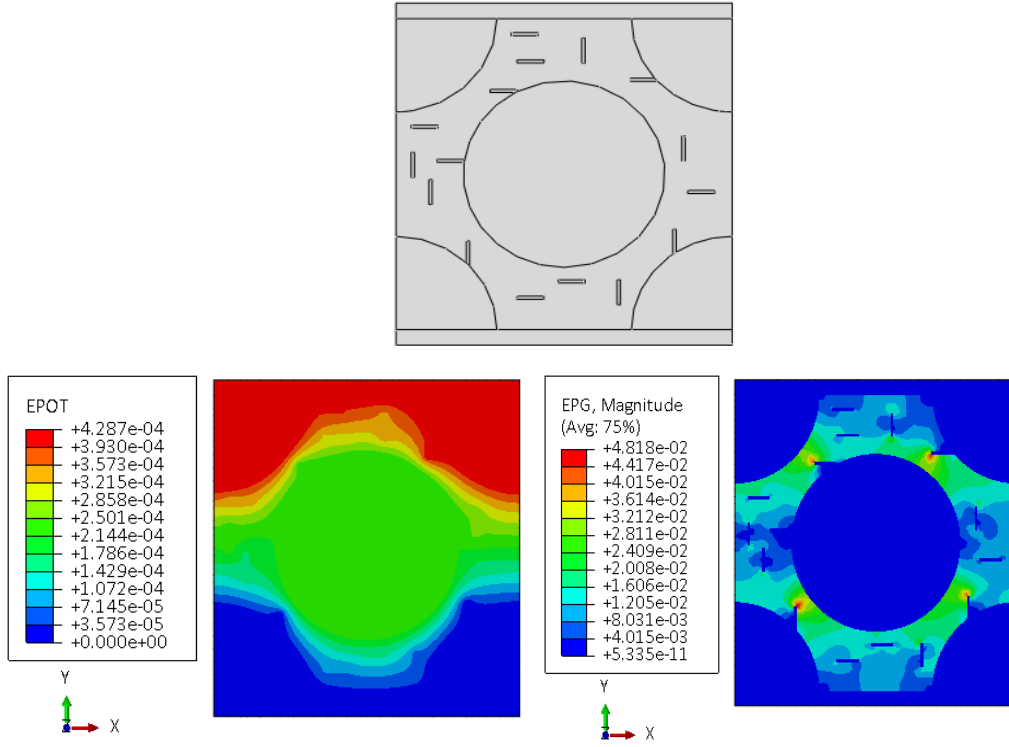 EPOT
+4.287e-04
+3.930e-04
+3.573e-04
+3.215e-04
+2.858e-04
+2.501e-04
+2.144e-04
+1.786e-04
+1.429e-04
+1.072e-04
+7.145e-05
+3.573e-05
+0.000e+00
Y
X
EPG, Magnitude
(Avg: 75%)
+4.818e-02
+4.417e-02
+4.015e-02
+3.614e-02
+3.212e-02
+2.811e-02
+2.409e-02
+2.008e-02
+1.606e-02
+1.205e-02
+8.031e-03
+4.015e-03
+5.335e-11
Y
X